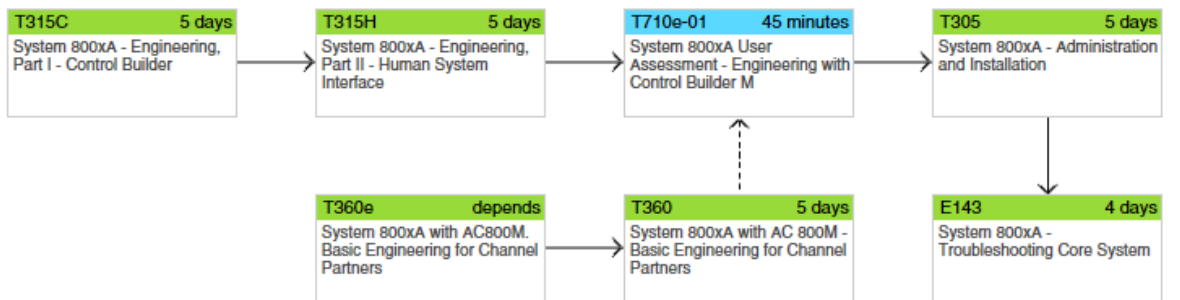 T315C 5 days
System 800xA - Engineering,
Part I - Control Builder
T315H 5 days
System 800xA - Engineering,
Part II - Human System
Interface
T710e-01 45 minutes
System 800xA User
Assessment - Engineering with
Control Builder M
T305 5 days
System 800xA - Administration
and Installation
T360e depends
System 800xA with AC800M.
Basic Engineering for Channel
Partners
T360 5 days
System 800xA with AC 800M -
Basic Engineering for Channel
Partners
E143 4 days
System 800xA -
Troubleshooting Core System